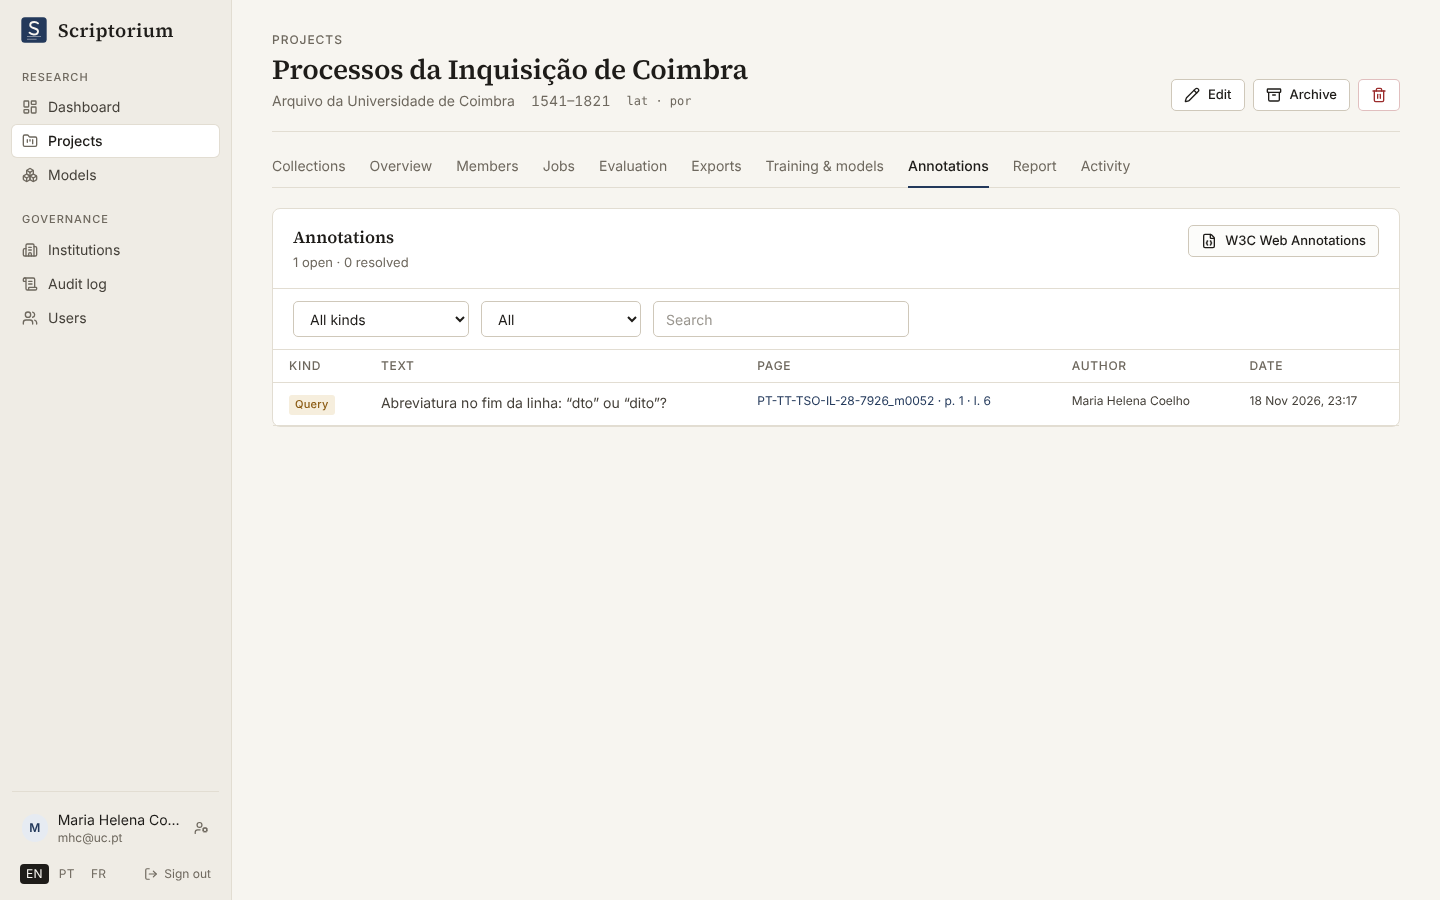 Scriptorium
RESEARCH
Dashboard
Projects
Models
GOVERNANCE
Institutions
Audit log
Users
M
Maria Helena Co...
mhc@uc.pt
EN PT FR Sign out
PROJECTS
Processos da Inquisição de Coimbra
Arquivo da Universidade de Coimbra 1541–1821 lat · por
Edit Archive
Collections Overview Members Jobs Evaluation Exports Training & models Annotations Report Activity
Annotations
1 open · 0 resolved
W3C Web Annotations
All kinds All Search
KIND TEXT PAGE AUTHOR DATE
Query Abreviatura no fim da linha: “dto” ou “dito”? PT-TT-TSO-IL-28-7926_m0052 · p. 1 · l. 6 Maria Helena Coelho 18 Nov 2026, 23:17